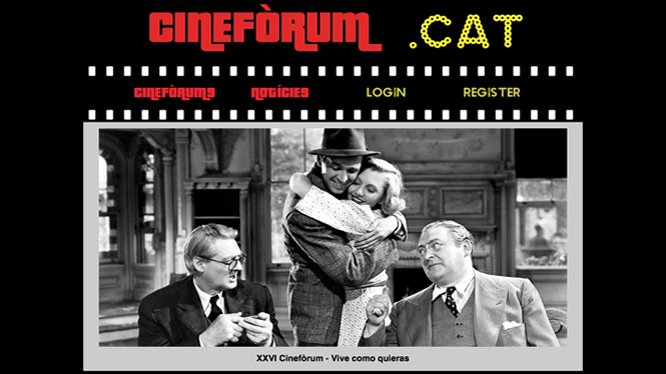 CINEFÒRUM .CAT
CINEFÒRUMS NOTÍCIES LOGIN REGISTER
XXVI Cinefòrum - Vive como quieras